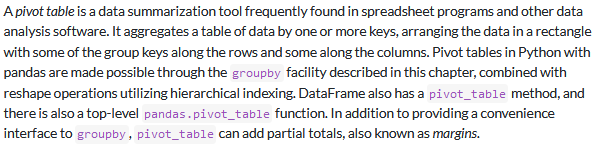 A pivot table is a data summarization tool frequently found in spreadsheet programs and other data
analysis software. It aggregates a table of data by one or more keys, arranging the data in a rectangle
with some of the group keys along the rows and some along the columns. Pivot tables in Python with
pandas are made possible through the groupby facility described in this chapter, combined with
reshape operations utilizing hierarchical indexing. DataFrame also has a pivot_table method, and
there is also a top-level pandas.pivot_table function. In addition to providing a convenience
interface to groupby, pivot_table can add partial totals, also known as margins.